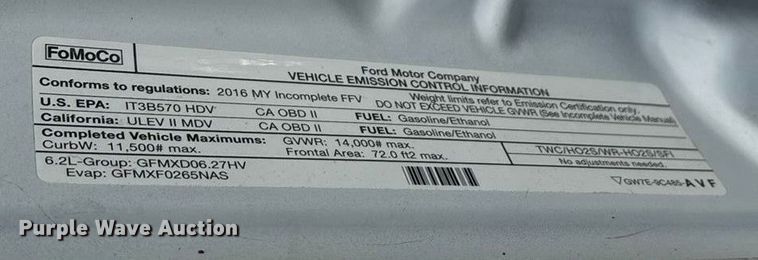 FoMoCo
Ford Motor Company
VEHICLE EMISSION CONTROL INFORMATION
Conforms to regulations: 2016 MY Incomplete FFV
Weight limits refer to Emission Certification only.
DO NOT EXCEED VEHICLE GVWR (See Incomplete Vehicle Manual)
U.S. EPA: IT3B570 HDV CA OBD II FUEL: Gasoline/Ethanol
California: ULEV II MDV CA OBD II FUEL: Gasoline/Ethanol
Completed Vehicle Maximums: GVWR: 14,000# max.
CurbW: 11,500# max. Frontal Area: 72.0 ft2 max.
TWC/HO2S/WR-HO2S/SFI
No adjustments needed.
6.2L-Group: GFMXD06.27HV
Evap: GFMXF0265NAS
GW7E-9C485-AVF
Purple Wave Auction